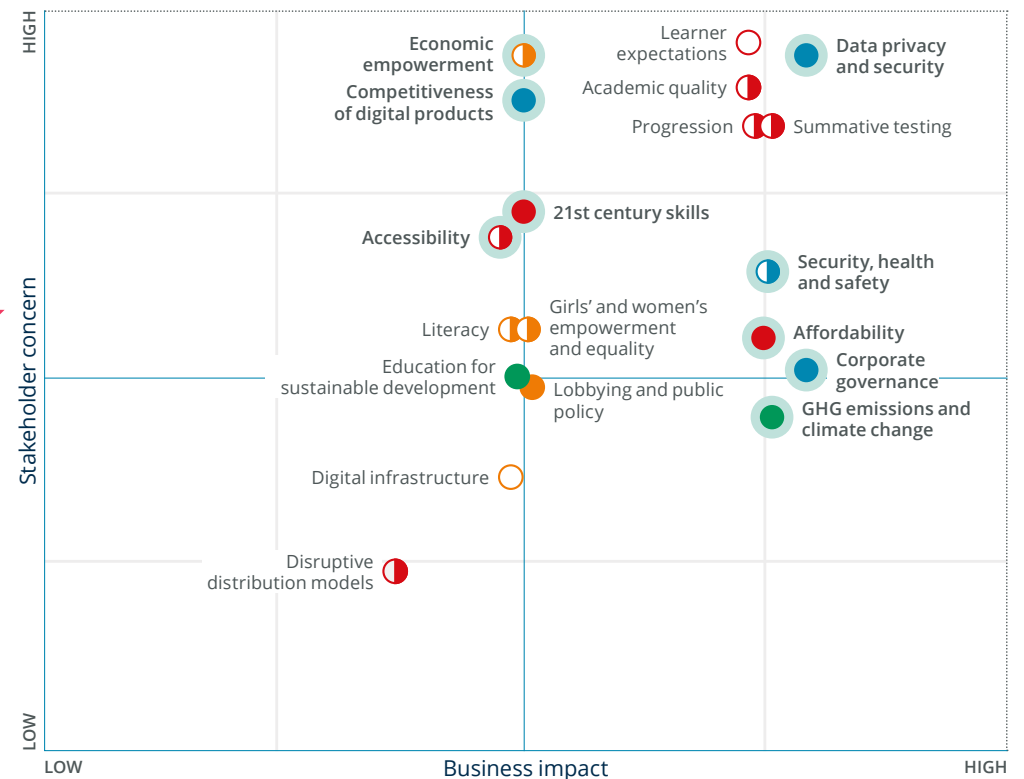 HIGH
Learner
expectations
Economic
empowerment
Data privacy
and security
Academic quality
Competitiveness
of digital products
Progression
Summative testing
21st century skills
Accessibility
Security, health
and safety
Girls’ and women’s
empowerment
and equality
Literacy
Affordability
Education for
sustainable development
Corporate
governance
Lobbying and public
policy
GHG emissions and
climate change
Digital infrastructure
Disruptive
distribution models
Stakeholder concern
LOW
LOW
Business impact
HIGH